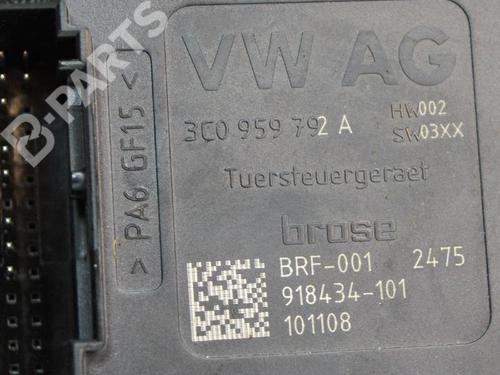 VW AG
3C0 959 792 A
HW002
SW03XX
Tuersteuergeraet
brose
BRF-001 2475
918434-101
101108
> PA6 GF15 <
B-PARTS